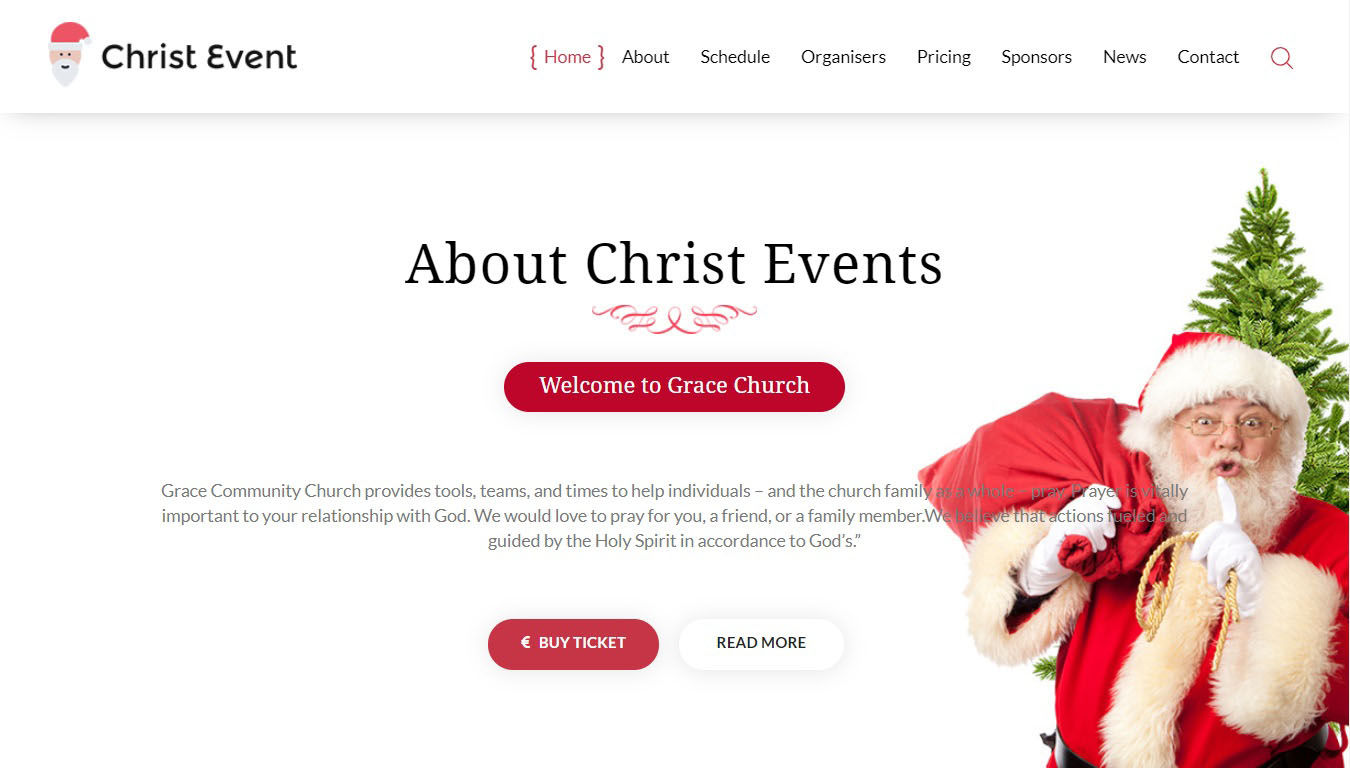 Christ Event
{ Home } About Schedule Organisers Pricing Sponsors News Contact
About Christ Events
Welcome to Grace Church
Grace Community Church provides tools, teams, and times to help individuals – and the church family as a whole – pray. Prayer is vitally
important to your relationship with God. We would love to pray for you, a friend, or a family member.We believe that actions fueled and
guided by the Holy Spirit in accordance to God’s.”
€ BUY TICKET
READ MORE